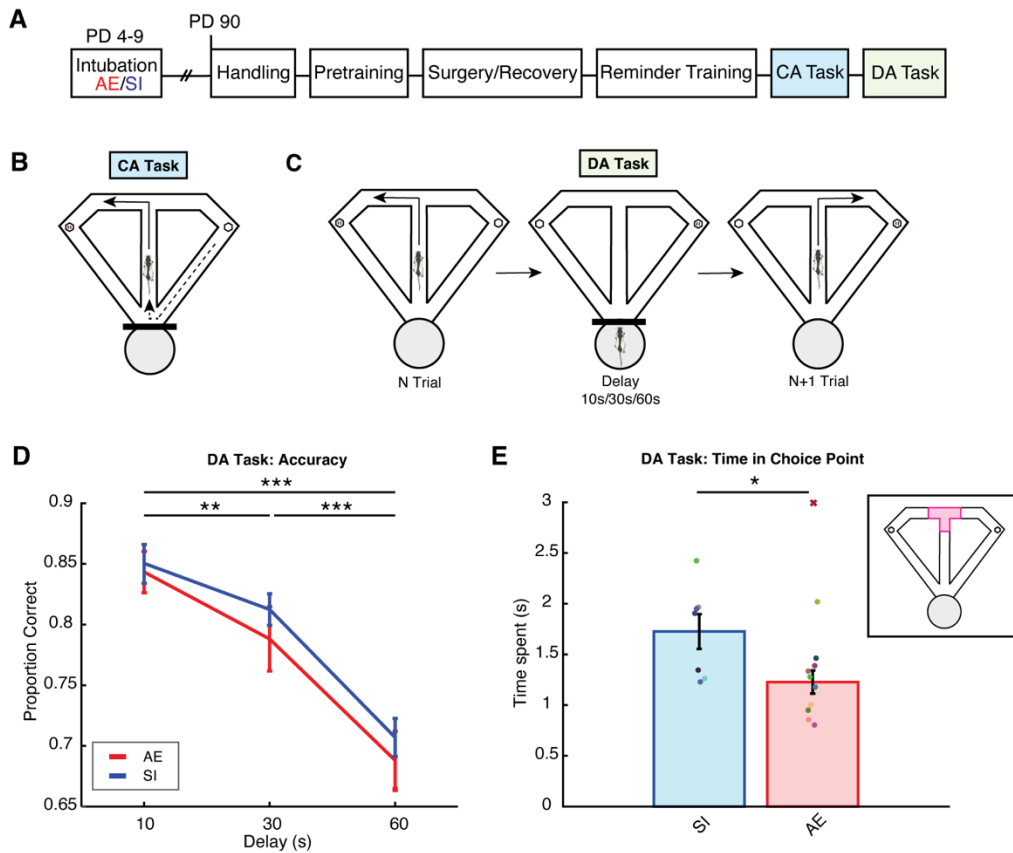 A
PD 4-9
PD 90
Intubation
AE/SI
Handling
Pretraining
Surgery/Recovery
Reminder Training
CA Task
DA Task
B
CA Task
C
DA Task
N Trial
Delay
10s/30s/60s
N+1 Trial
D
DA Task: Accuracy
***
**
***
0.9
0.85
0.8
0.75
0.7
0.65
Proportion Correct
AE
SI
10
30
60
Delay (s)
E
DA Task: Time in Choice Point
*
3
2.5
2
1.5
1
0.5
0
Time spent (s)
SI
AE